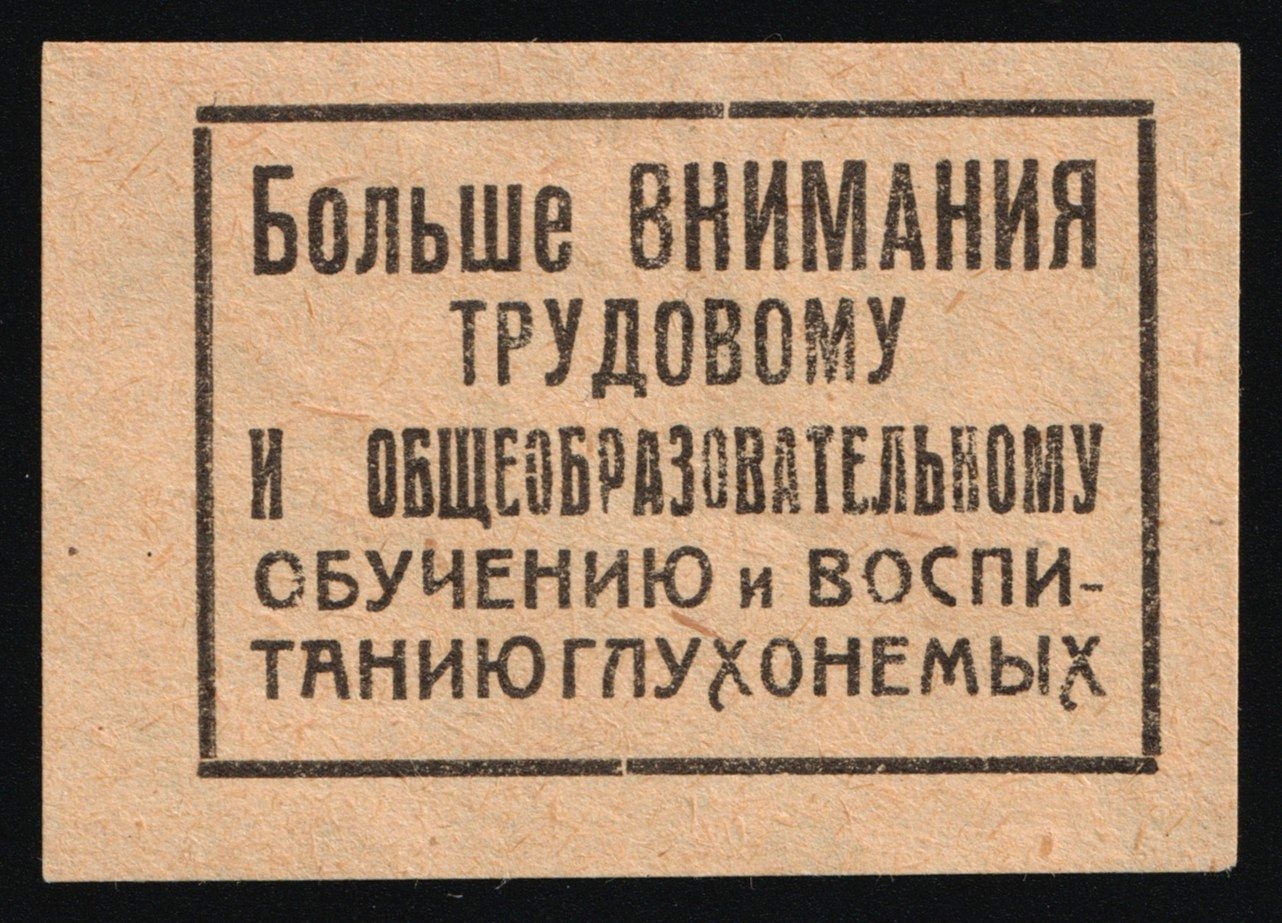 Больше ВНИМАНИЯ
ТРУДОВОМУ
И ОБЩЕОБРАЗОВАТЕЛЬНОМУ
ОБУЧЕНИЮ и ВОСПИ-
ТАНИЮ ГЛУХОНЕМЫХ